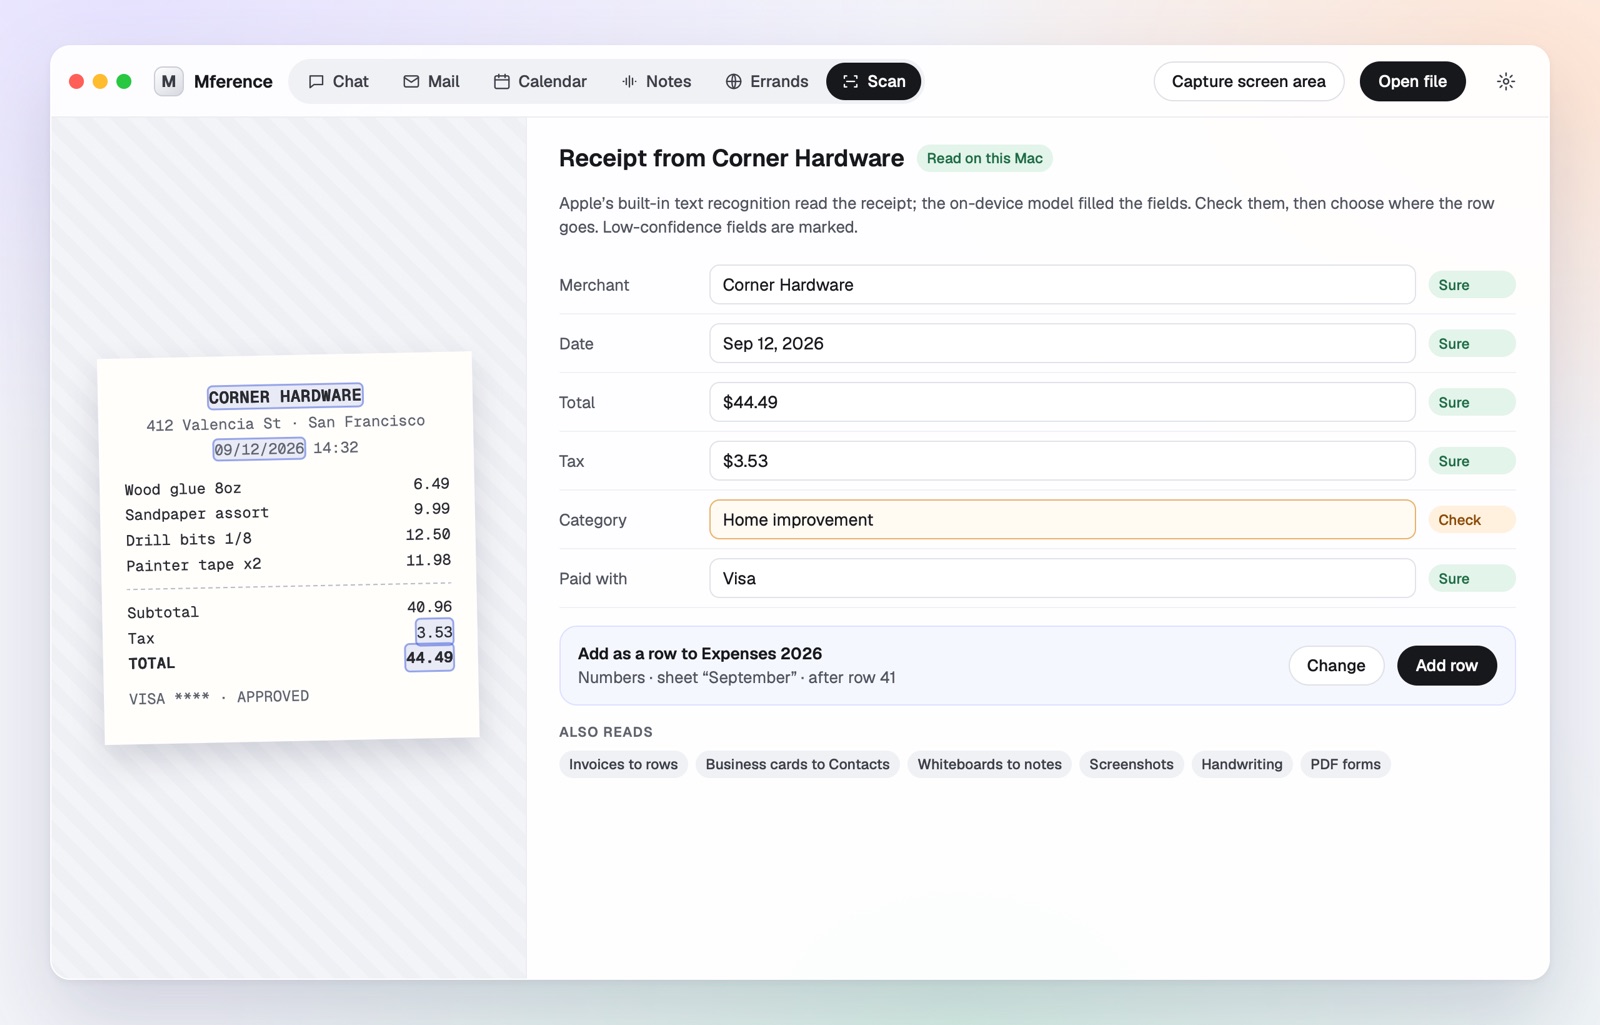 M Mference Chat Mail Calendar Notes Errands Scan Capture screen area Open file
CORNER HARDWARE
412 Valencia St · San Francisco
09/12/2026 14:32
Wood glue 8oz 6.49
Sandpaper assort 9.99
Drill bits 1/8 12.50
Painter tape x2 11.98
Subtotal 40.96
Tax 3.53
TOTAL 44.49
VISA **** · APPROVED
Receipt from Corner Hardware Read on this Mac
Apple’s built-in text recognition read the receipt; the on-device model filled the fields. Check them, then choose where the row
goes. Low-confidence fields are marked.
Merchant Corner Hardware Sure
Date Sep 12, 2026 Sure
Total $44.49 Sure
Tax $3.53 Sure
Category Home improvement Check
Paid with Visa Sure
Add as a row to Expenses 2026
Numbers · sheet “September” · after row 41
Change Add row
ALSO READS
Invoices to rows Business cards to Contacts Whiteboards to notes Screenshots Handwriting PDF forms